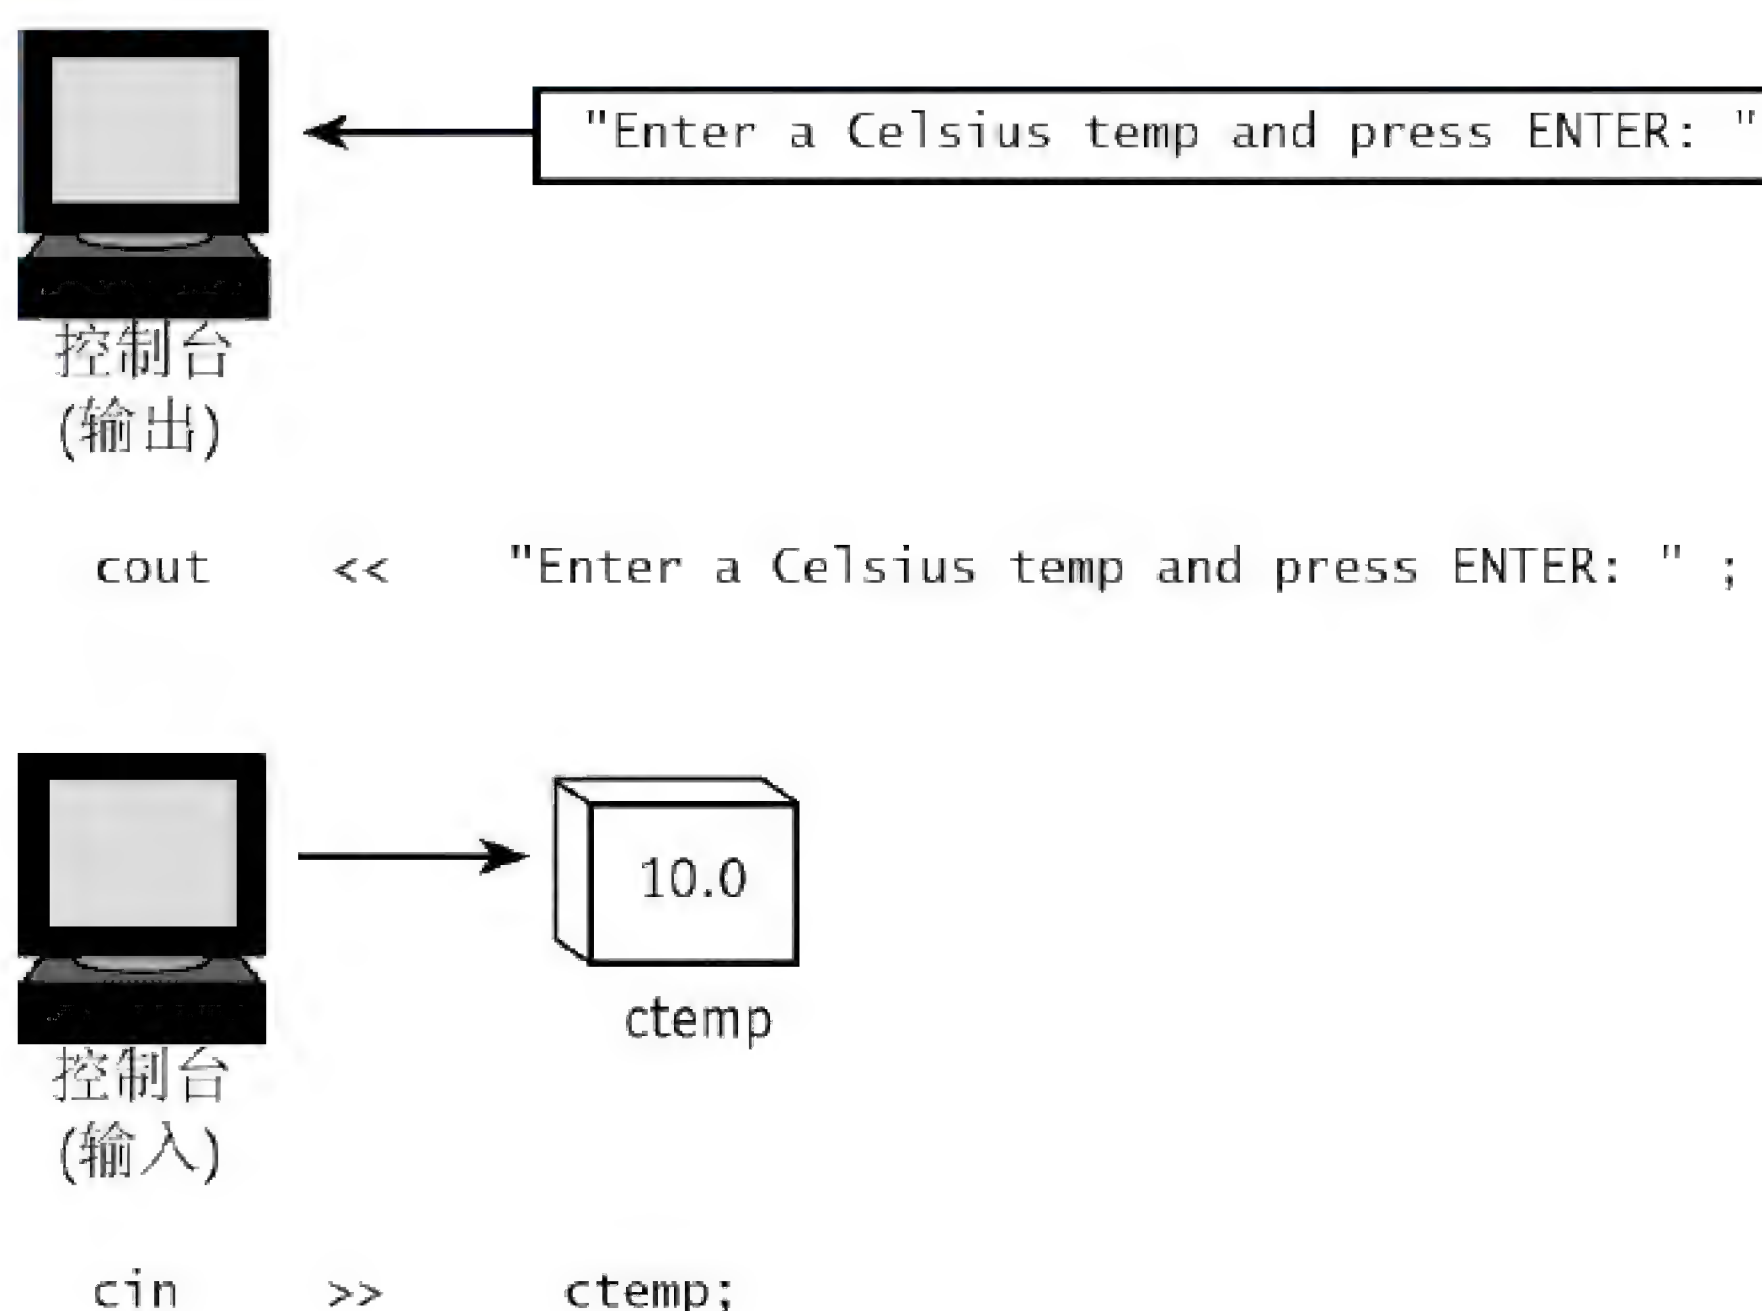 "Enter a Celsius temp and press ENTER: "
控制台
(输出)
cout << "Enter a Celsius temp and press ENTER: " ;
10.0
ctemp
控制台
(输入)
cin >> ctemp;